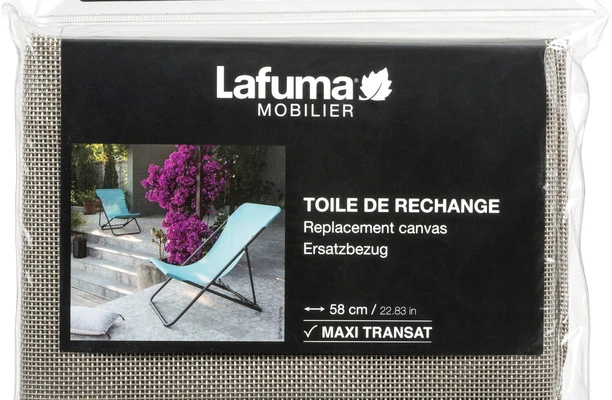 Lafuma®
MOBILIER
TOILE DE RECHANGE
Replacement canvas
Ersatzbezug
↔ 58 cm / 22.83 in
✓ MAXI TRANSAT